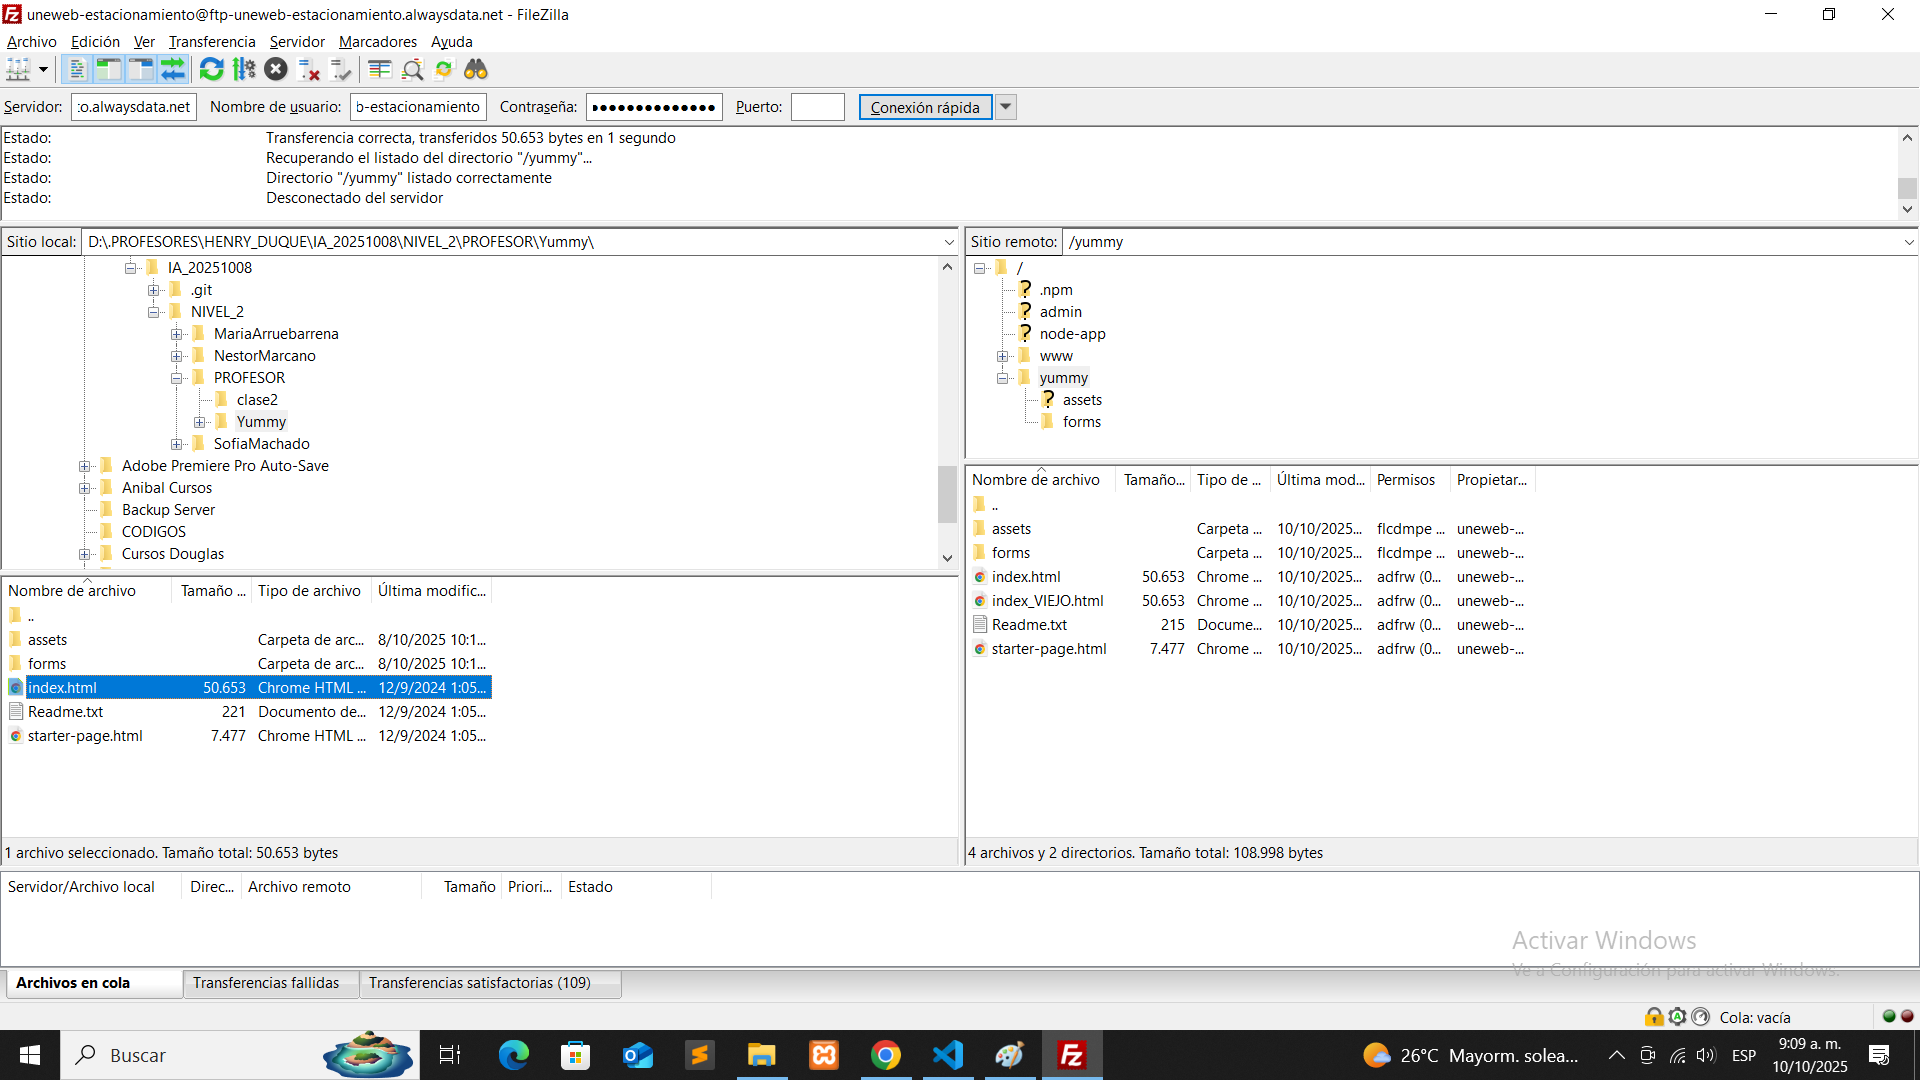 uneweb-estacionamiento@ftp-uneweb-estacionamiento.alwaysdata.net - FileZilla
Archivo Edición Ver Transferencia Servidor Marcadores Ayuda
Servidor: :o.alwaysdata.net Nombre de usuario: b-estacionamiento Contraseña: ●●●●●●●●●●●●●● Puerto: Conexión rápida
Estado: Transferencia correcta, transferidos 50.653 bytes en 1 segundo
Estado: Recuperando el listado del directorio "/yummy"...
Estado: Directorio "/yummy" listado correctamente
Estado: Desconectado del servidor
Sitio local: D:\.PROFESORES\HENRY_DUQUE\IA_20251008\NIVEL_2\PROFESOR\Yummy\
IA_20251008
.git
NIVEL_2
MariaArruebarrena
NestorMarcano
PROFESOR
clase2
Yummy
SofiaMachado
Adobe Premiere Pro Auto-Save
Anibal Cursos
Backup Server
CODIGOS
Cursos Douglas
Nombre de archivo Tamaño ... Tipo de archivo Última modific...
..
assets Carpeta de arc... 8/10/2025 10:1...
forms Carpeta de arc... 8/10/2025 10:1...
index.html 50.653 Chrome HTML ... 12/9/2024 1:05...
Readme.txt 221 Documento de... 12/9/2024 1:05...
starter-page.html 7.477 Chrome HTML ... 12/9/2024 1:05...
1 archivo seleccionado. Tamaño total: 50.653 bytes
Sitio remoto: /yummy
/
.npm
admin
node-app
www
yummy
assets
forms
Nombre de archivo Tamaño... Tipo de ... Última mod... Permisos Propietar...
..
assets Carpeta ... 10/10/2025... flcdmpe ... uneweb-...
forms Carpeta ... 10/10/2025... flcdmpe ... uneweb-...
index.html 50.653 Chrome ... 10/10/2025... adfrw (0... uneweb-...
index_VIEJO.html 50.653 Chrome ... 10/10/2025... adfrw (0... uneweb-...
Readme.txt 215 Docume... 10/10/2025... adfrw (0... uneweb-...
starter-page.html 7.477 Chrome ... 10/10/2025... adfrw (0... uneweb-...
4 archivos y 2 directorios. Tamaño total: 108.998 bytes
Servidor/Archivo local Direc... Archivo remoto Tamaño Priori... Estado
Activar Windows
Ve a Configuración para activar Windows.
Archivos en cola Transferencias fallidas Transferencias satisfactorias (109)
Cola: vacía
Buscar
26°C Mayorm. solea...
ESP
9:09 a. m.
10/10/2025